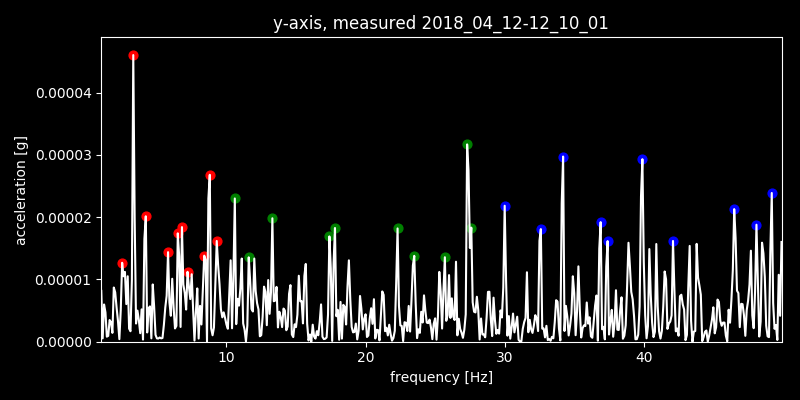 y-axis, measured 2018_04_12-12_10_01
acceleration [g]
0.00004
0.00003
0.00002
0.00001
0.00000
10 20 30 40
frequency [Hz]